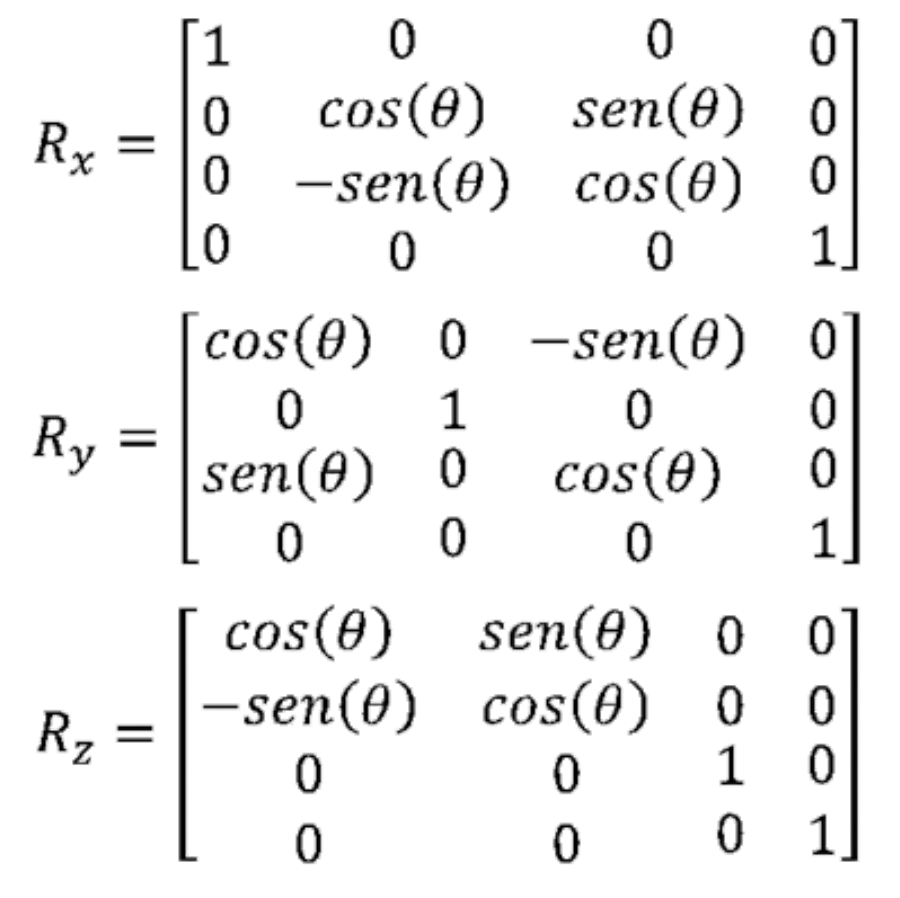 1 0 0 0
0 cos(θ) sen(θ) 0
Rₓ =
0 −sen(θ) cos(θ) 0
0 0 0 1
cos(θ) 0 −sen(θ) 0
0 1 0 0
R_y =
sen(θ) 0 cos(θ) 0
0 0 0 1
cos(θ) sen(θ) 0 0
−sen(θ) cos(θ) 0 0
R_z =
0 0 1 0
0 0 0 1